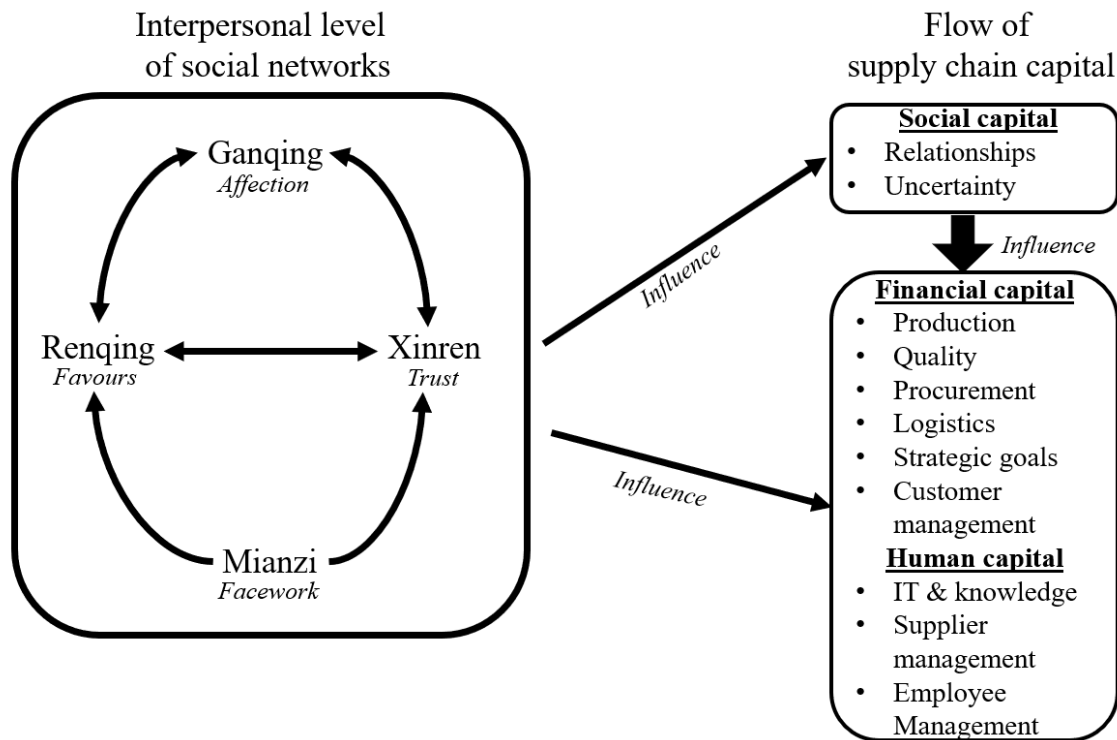 Interpersonal level
of social networks
Ganqing
Affection
Renqing
Favours
Xinren
Trust
Mianzi
Facework
Influence
Influence
Flow of
supply chain capital
Social capital
• Relationships
• Uncertainty
Influence
Financial capital
• Production
• Quality
• Procurement
• Logistics
• Strategic goals
• Customer
management
Human capital
• IT & knowledge
• Supplier
management
• Employee
Management